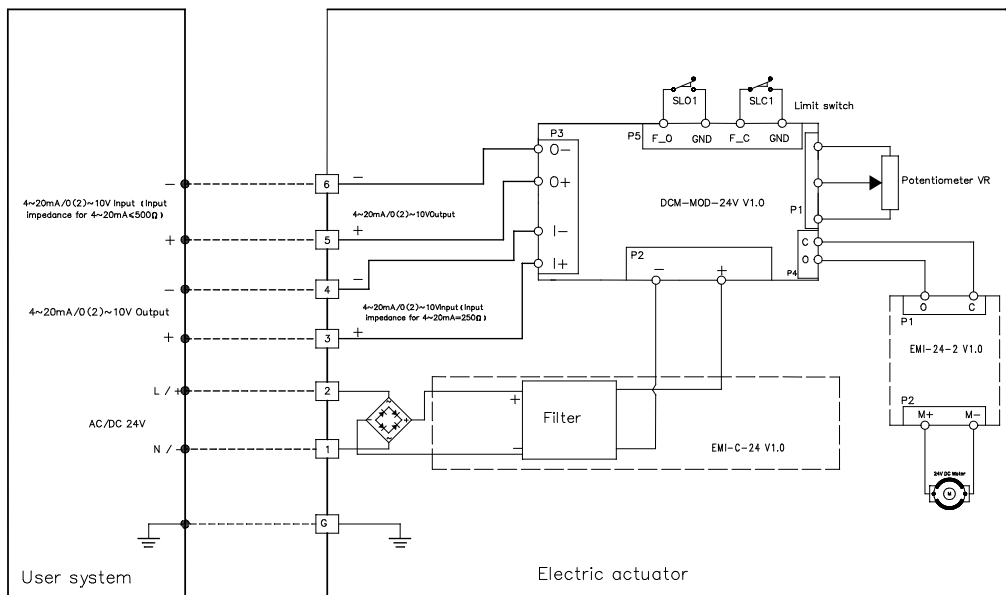 SLO1
SLC1
Limit switch
P3
P5
F_O
GND
F_C
GND
O-
O+
I-
I+
DCM-MOD-24V V1.0
P1
Potentiometer VR
P2
-
+
C
O
P4
-
6
-
4~20mA/0(2)~10V Input (Input
impedance for 4~20mA≤500Ω)
4~20mA/0(2)~10VOutput
+
5
+
-
4
-
4~20mA/0(2)~10V Output
4~20mA/0(2)~10VInput(Input
impedance for 4~20mA=250Ω)
+
3
+
O
C
P1
EMI-24-2 V1.0
P2
M+
M-
24V DC Motor
M
L / +
2
AC/DC 24V
N / -
1
~
-
+
~
+
Filter
-
EMI-C-24 V1.0
G
User system
Electric actuator